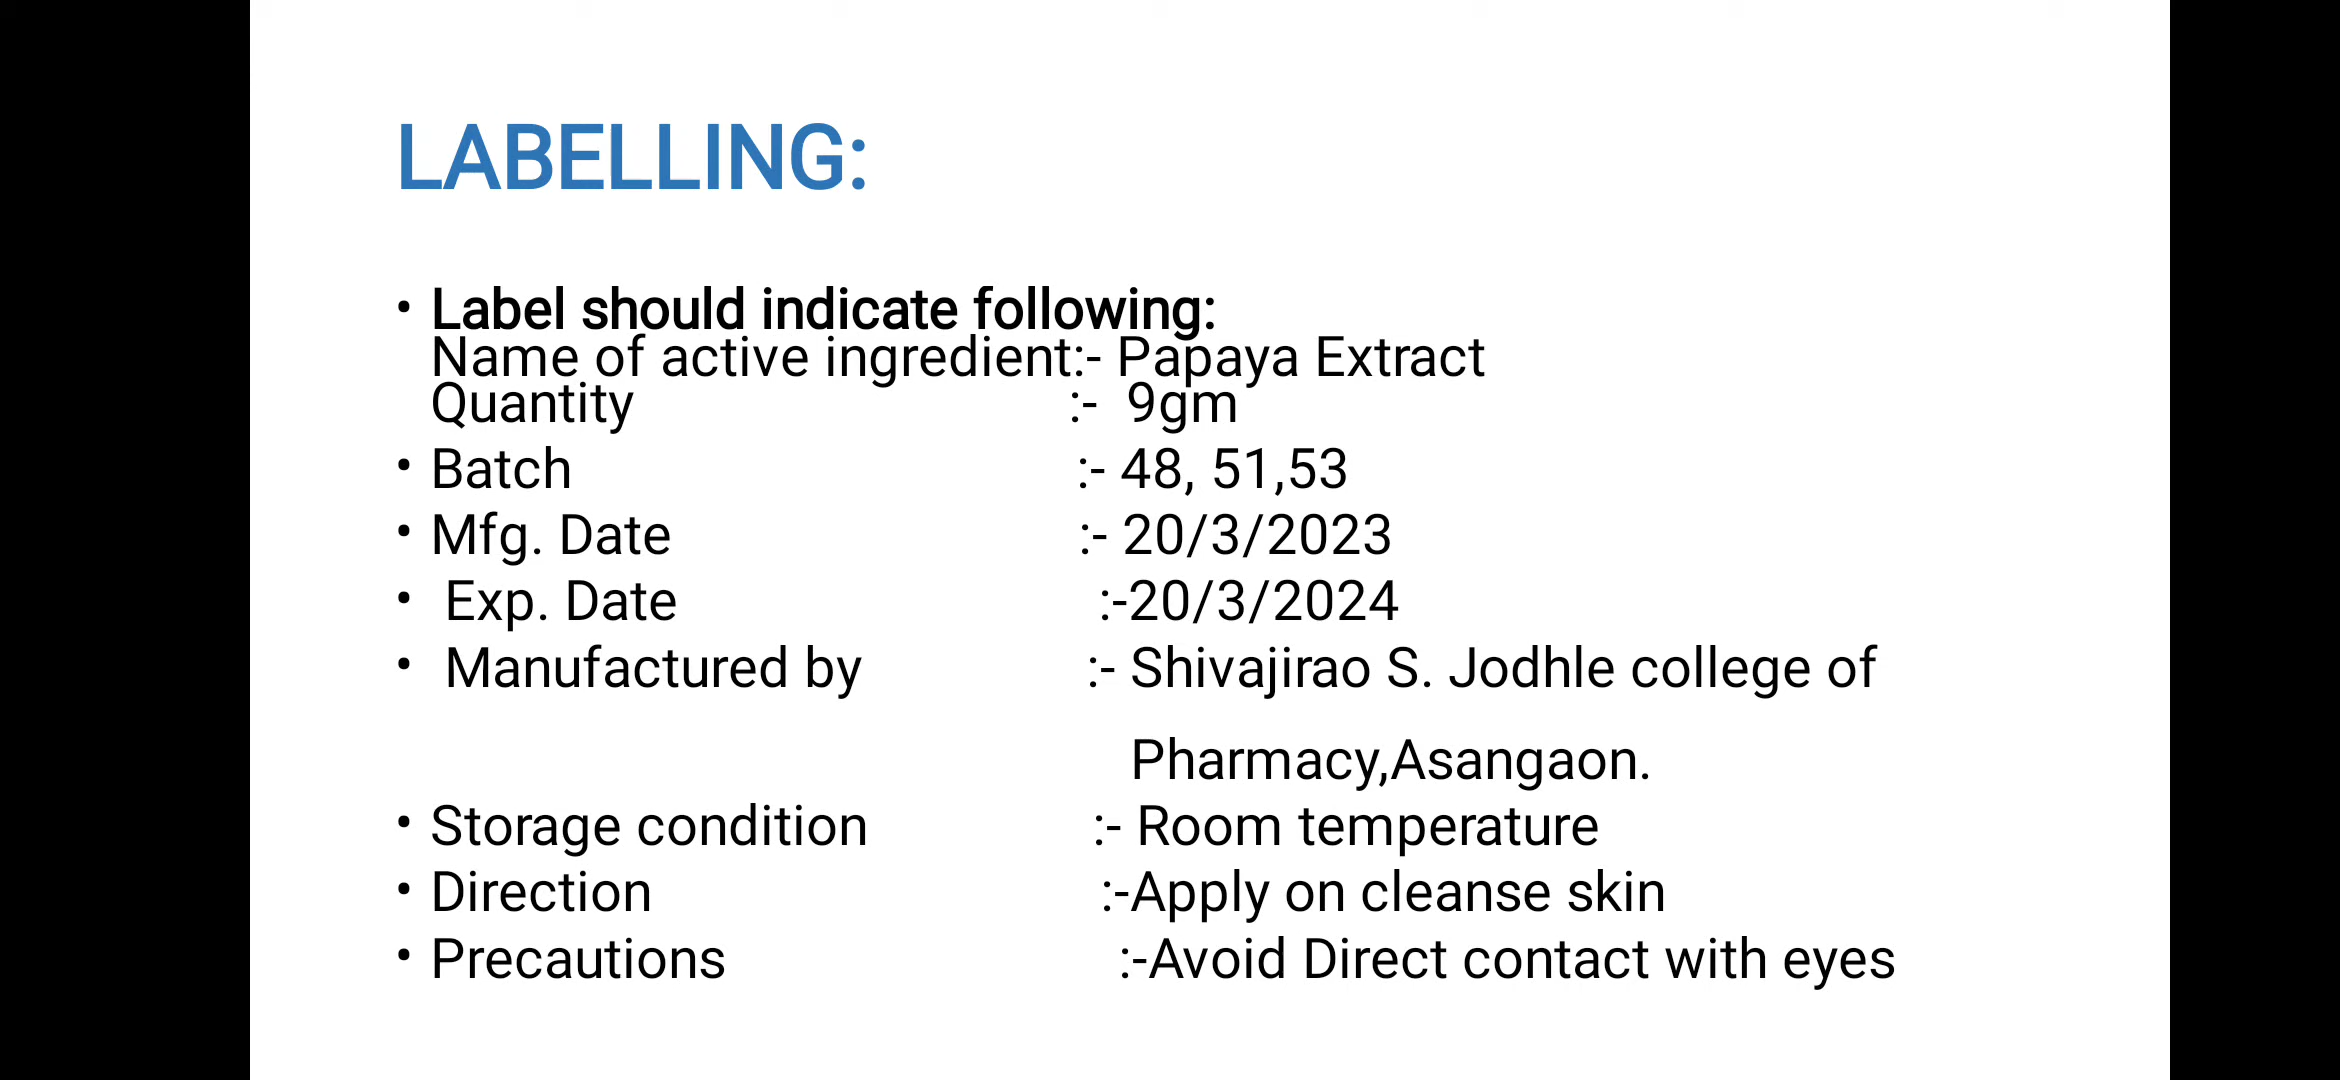 LABELLING:
• Label should indicate following:
Name of active ingredient:- Papaya Extract
Quantity :- 9gm
• Batch :- 48, 51,53
• Mfg. Date :- 20/3/2023
• Exp. Date :-20/3/2024
• Manufactured by :- Shivajirao S. Jodhle college of
Pharmacy,Asangaon.
• Storage condition :- Room temperature
• Direction :-Apply on cleanse skin
• Precautions :-Avoid Direct contact with eyes